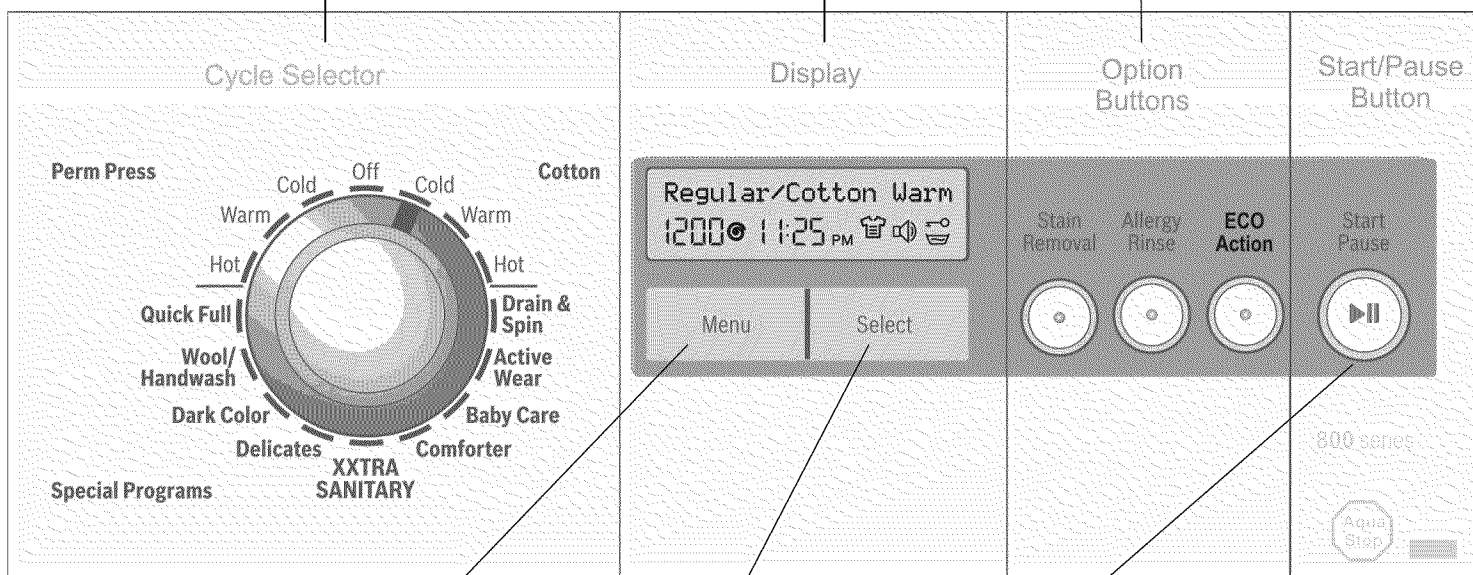 Cycle Selector
Display
Option
Buttons
Start/Pause
Button
Perm Press
Cotton
Off
Cold
Cold
Warm
Warm
Hot
Hot
Quick Full
Drain &
Spin
Wool/
Handwash
Active
Wear
Dark Color
Baby Care
Delicates
Comforter
XXTRA
SANITARY
Special Programs
Regular/Cotton Warm
1200 11:25 PM
Menu
Select
Stain
Removal
Allergy
Rinse
ECO
Action
Start
Pause
800 series
Aqua
Stop